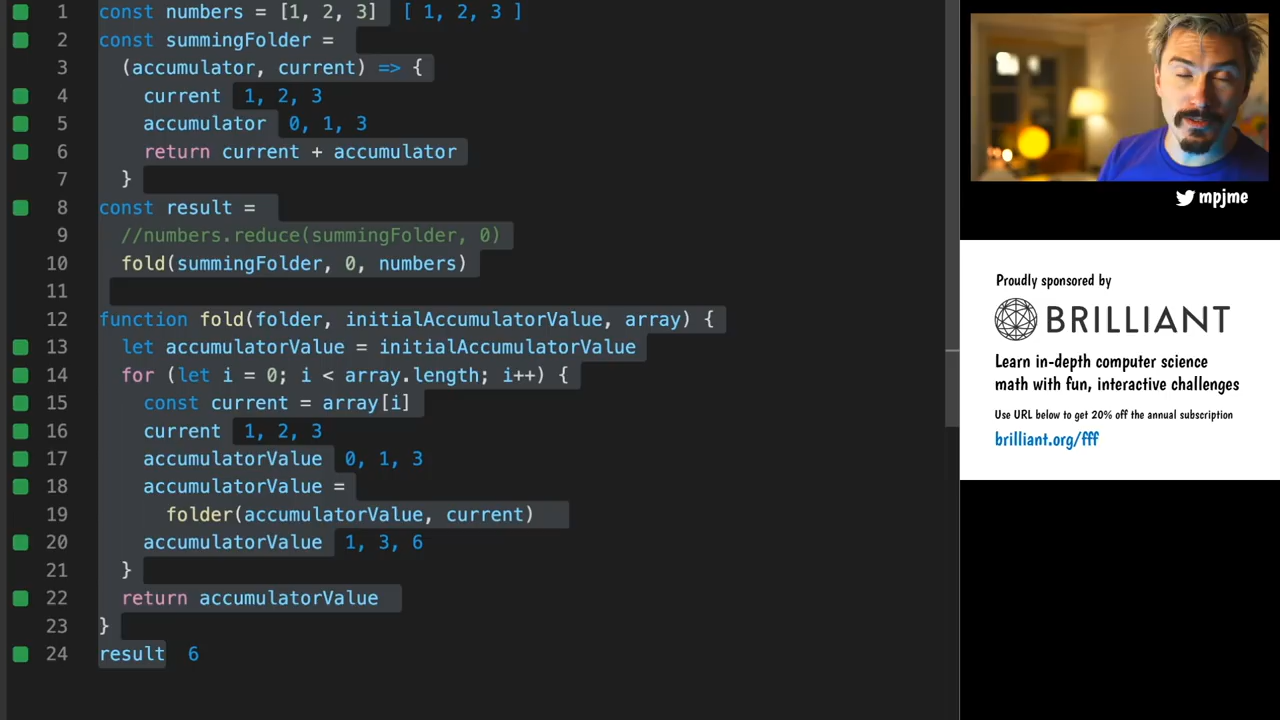 1 const numbers = [1, 2, 3] [ 1, 2, 3 ]
2 const summingFolder =
3 (accumulator, current) => {
4 current 1, 2, 3
5 accumulator 0, 1, 3
6 return current + accumulator
7 }
8 const result =
9 //numbers.reduce(summingFolder, 0)
10 fold(summingFolder, 0, numbers)
11
12 function fold(folder, initialAccumulatorValue, array) {
13 let accumulatorValue = initialAccumulatorValue
14 for (let i = 0; i < array.length; i++) {
15 const current = array[i]
16 current 1, 2, 3
17 accumulatorValue 0, 1, 3
18 accumulatorValue =
19 folder(accumulatorValue, current)
20 accumulatorValue 1, 3, 6
21 }
22 return accumulatorValue
23 }
24 result 6
mpjme
Proudly sponsored by
BRILLIANT
Learn in-depth computer science
math with fun, interactive challenges
Use URL below to get 20% off the annual subscription
brilliant.org/fff